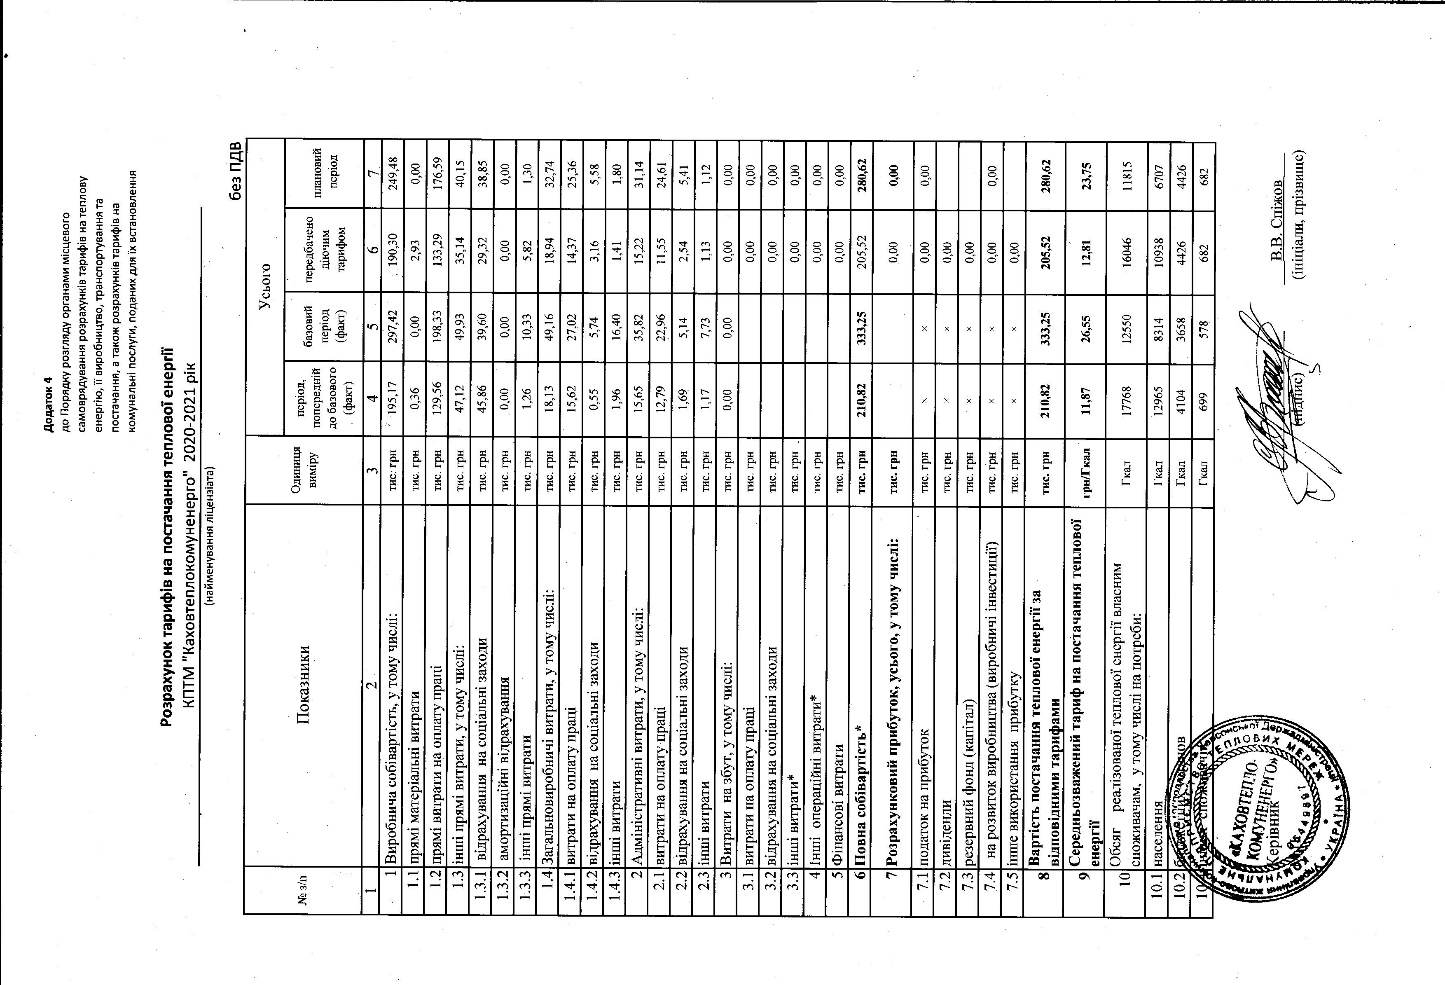 Додаток 4
до Порядку розгляду органами місцевого
самоврядування розрахунків тарифів на теплову
енергію, її виробництво, транспортування та
постачання, а також розрахунків тарифів на
комунальні послуги, поданих для їх встановлення
Розрахунок тарифів на постачання теплової енергії
КПТМ "Каховтеплокомуненерго" 2020-2021 рік
(найменування ліцензіата)
без ПДВ
№ з/п Показники Одиниця виміру Усього
період, попередній до базового (факт) базовий період (факт) передбачено діючим тарифом плановий період
1 2 3 4 5 6 7
1 Виробнича собівартість, у тому числі: тис. грн 195,17 297,42 190,30 249,48
1.1 прямі матеріальні витрати тис. грн 0,36 0,00 2,93 0,00
1.2 прямі витрати на оплату праці тис. грн 129,56 198,33 133,29 176,59
1.3 інші прямі витрати, у тому числі: тис. грн 47,12 49,93 35,14 40,15
1.3.1 відрахування на соціальні заходи тис. грн 45,86 39,60 29,32 38,85
1.3.2 амортизаційні відрахування тис. грн 0,00 0,00 0,00 0,00
1.3.3 інші прямі витрати тис. грн 1,26 10,33 5,82 1,30
1.4 Загальновиробничі витрати, у тому числі: тис. грн 18,13 49,16 18,94 32,74
1.4.1 витрати на оплату праці тис. грн 15,62 27,02 14,37 25,36
1.4.2 відрахування на соціальні заходи тис. грн 0,55 5,74 3,16 5,58
1.4.3 інші витрати тис. грн 1,96 16,40 1,41 1,80
2 Адміністративні витрати, у тому числі: тис. грн 15,65 35,82 15,22 31,14
2.1 витрати на оплату праці тис. грн 12,79 22,96 11,55 24,61
2.2 відрахування на соціальні заходи тис. грн 1,69 5,14 2,54 5,41
2.3 інші витрати тис. грн 1,17 7,73 1,13 1,12
3 Витрати на збут, у тому числі: тис. грн 0,00 0,00 0,00 0,00
3.1 витрати на оплату праці тис. грн 0,00 0,00
3.2 відрахування на соціальні заходи тис. грн 0,00 0,00
3.3 інші витрати* тис. грн 0,00 0,00
4 Інші операційні витрати* тис. грн 0,00 0,00
5 Фінансові витрати тис. грн 0,00 0,00
6 Повна собівартість* тис. грн 210,82 333,25 205,52 280,62
7 Розрахунковий прибуток, усього, у тому числі: тис. грн 0,00 0,00
7.1 податок на прибуток тис. грн × × 0,00 0,00
7.2 дивіденди тис. грн × × 0,00
7.3 резервний фонд (капітал) тис. грн × × 0,00
7.4 на розвиток виробництва (виробничі інвестиції) тис. грн × × 0,00 0,00
7.5 інше використання прибутку тис. грн × × 0,00
8 Вартість постачання теплової енергії за відповідними тарифами тис. грн 210,82 333,25 205,52 280,62
9 Середньозважений тариф на постачання теплової енергії грн/Гкал 11,87 26,55 12,81 23,75
10 Обсяг реалізованої теплової енергії власним споживачам, у тому числі на потреби: Гкал 17768 12550 16046 11815
10.1 населення Гкал 12965 8314 10938 6707
10.2 Гкал 4104 3658 4426 4426
Гкал 699 578 682 682
«КАХОВТЕПЛО-
КОМУНЕНЕРГО»
ТЕПЛОВИХ МЕРЕЖ
УКРАЇНА
Керівник
(підпис)
В.В. Спіжов
(ініціали, прізвище)